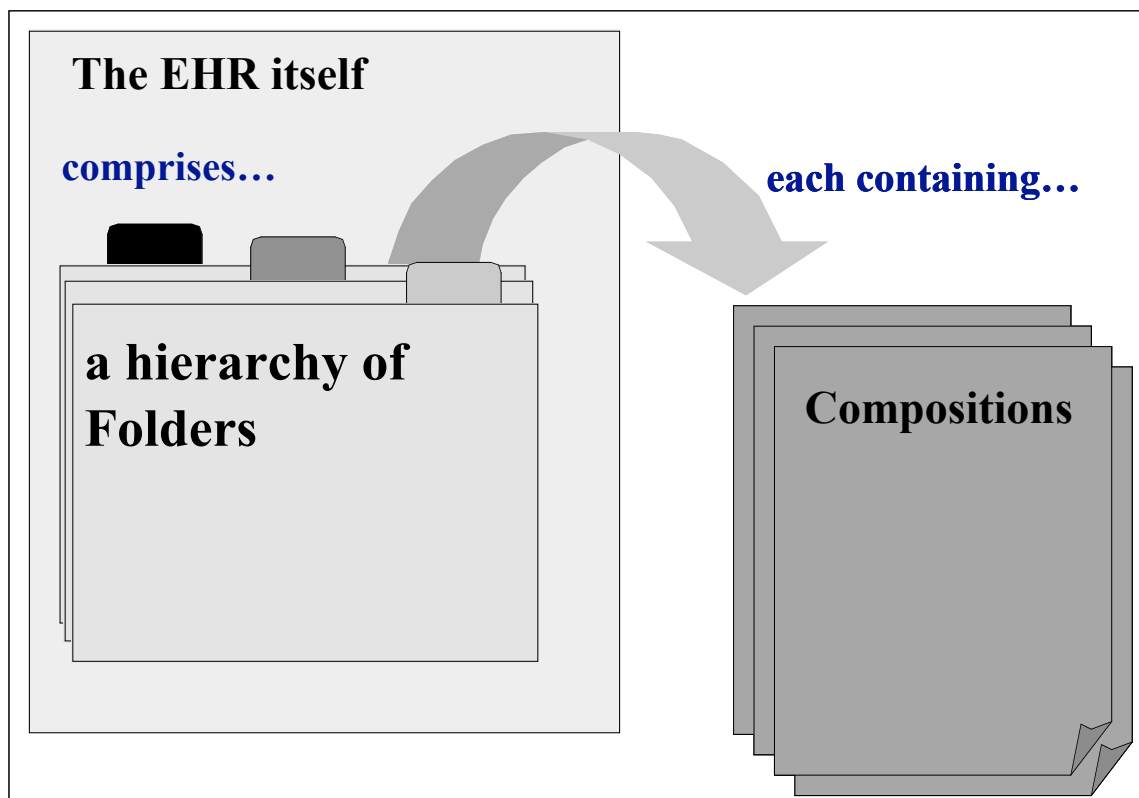 The EHR itself
comprises…
each containing…
a hierarchy of
Folders
Compositions